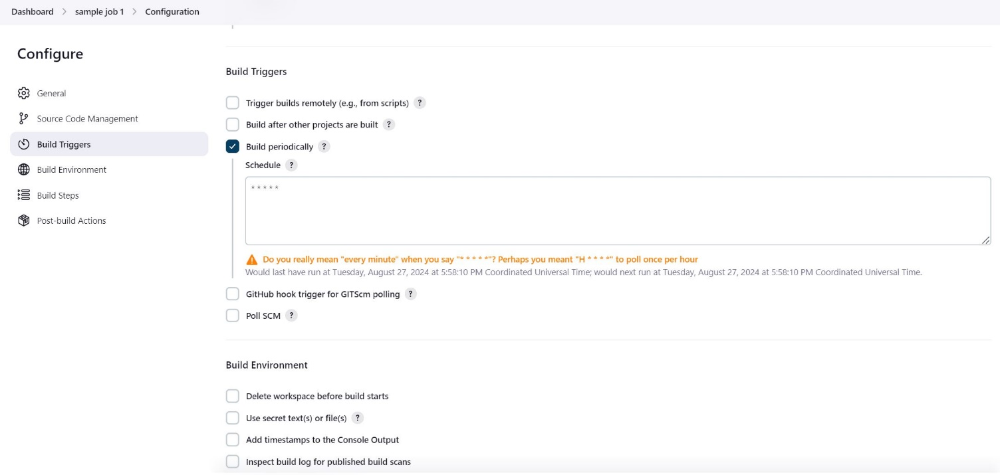 Dashboard > sample job 1 > Configuration
Configure
General
Source Code Management
Build Triggers
Build Environment
Build Steps
Post-build Actions
Build Triggers
Trigger builds remotely (e.g., from scripts) ?
Build after other projects are built ?
Build periodically ?
Schedule ?
* * * * *
Do you really mean "every minute" when you say "* * * * *"? Perhaps you meant "H * * * *" to poll once per hour
Would last have run at Tuesday, August 27, 2024 at 5:58:10 PM Coordinated Universal Time; would next run at Tuesday, August 27, 2024 at 5:58:10 PM Coordinated Universal Time.
GitHub hook trigger for GITScm polling ?
Poll SCM ?
Build Environment
Delete workspace before build starts
Use secret text(s) or file(s) ?
Add timestamps to the Console Output
Inspect build log for published build scans